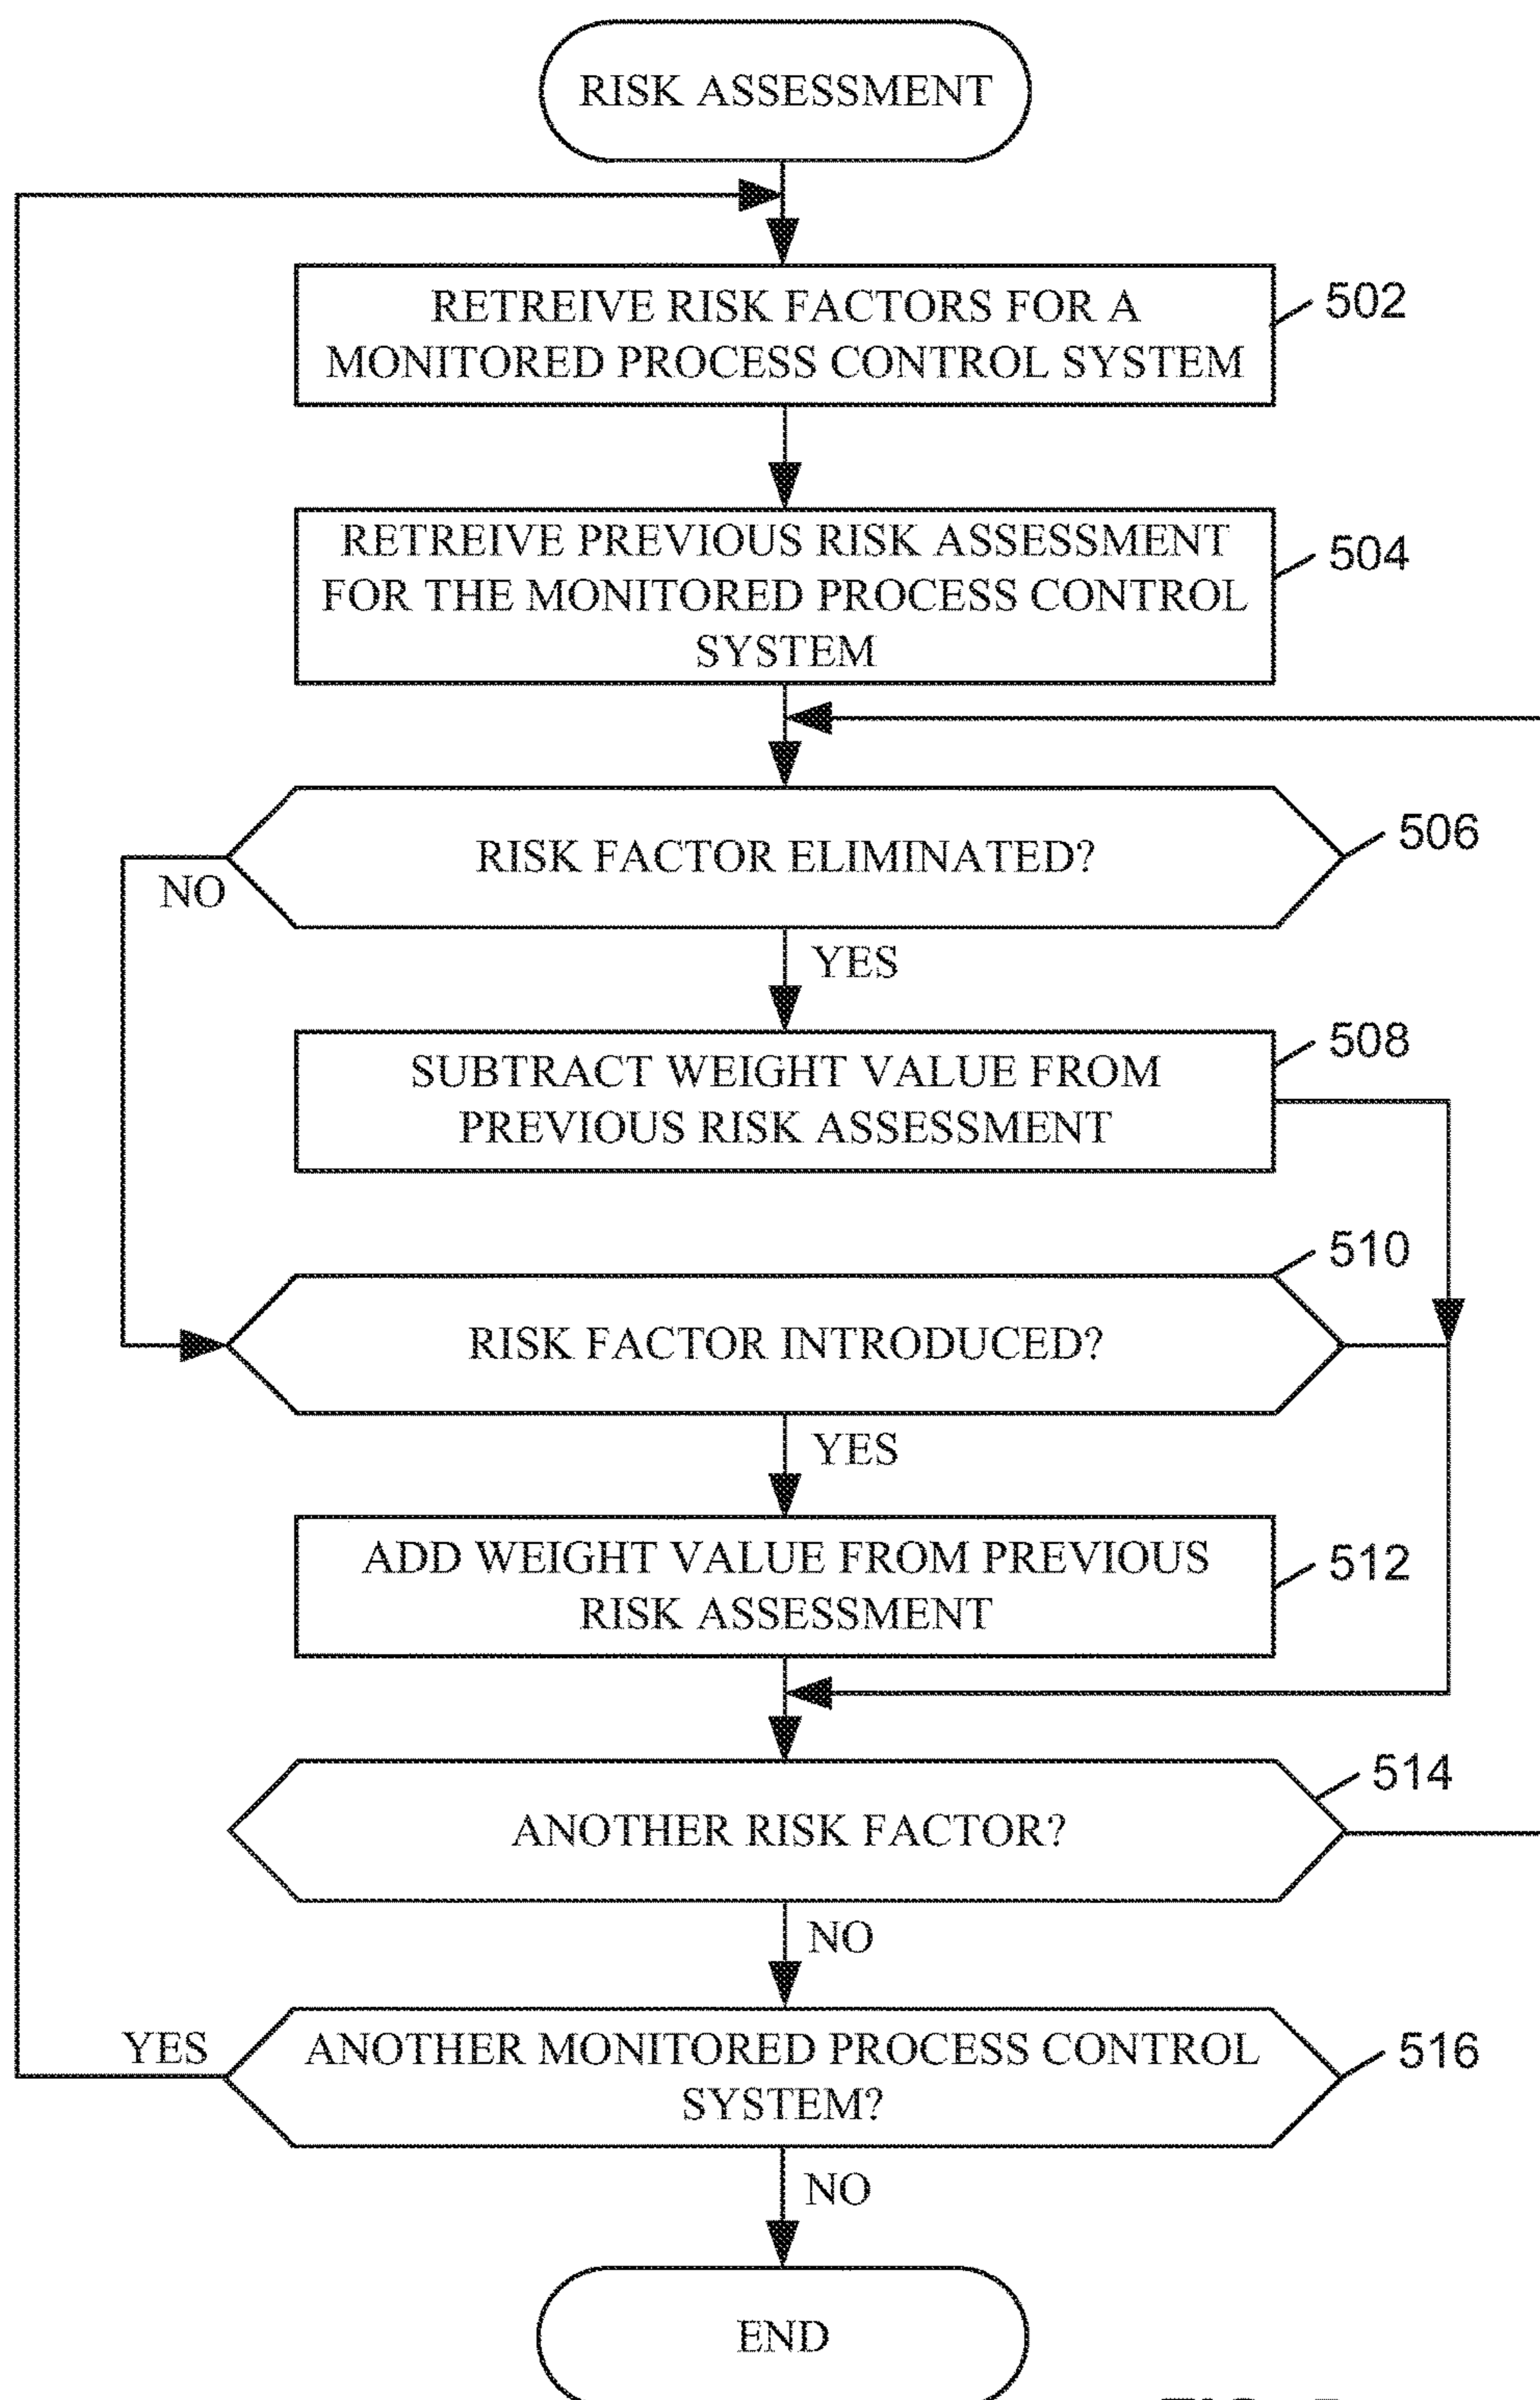 RISK ASSESSMENT
RETREIVE RISK FACTORS FOR A
MONITORED PROCESS CONTROL SYSTEM
502
RETREIVE PREVIOUS RISK ASSESSMENT
FOR THE MONITORED PROCESS CONTROL
SYSTEM
504
RISK FACTOR ELIMINATED?
506
NO
YES
SUBTRACT WEIGHT VALUE FROM
PREVIOUS RISK ASSESSMENT
508
RISK FACTOR INTRODUCED?
510
YES
ADD WEIGHT VALUE FROM PREVIOUS
RISK ASSESSMENT
512
ANOTHER RISK FACTOR?
514
NO
YES
ANOTHER MONITORED PROCESS CONTROL
SYSTEM?
516
NO
END